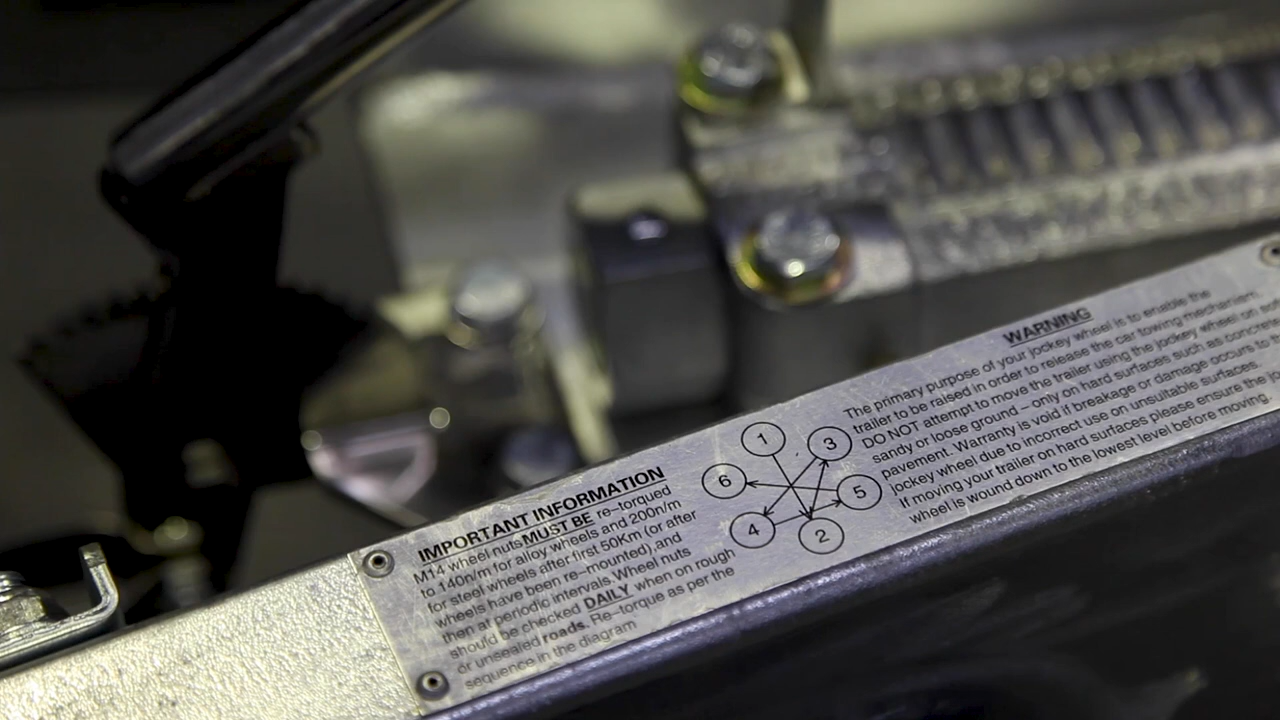 IMPORTANT INFORMATION
M14 wheel nuts MUST BE re-torqued
to 140n/m for alloy wheels and 200n/m
for steel wheels after first 50Km (or after
wheels have been re-mounted),and
then at periodic intervals.Wheel nuts
should be checked DAILY when on rough
or unsealed roads. Re-torque as per the
sequence in the diagram
1
3
6
5
4
2
WARNING
The primary purpose of your jockey wheel is to enable the
trailer to be raised in order to release the car towing mechanism.
DO NOT attempt to move the trailer using the jockey wheel on
sandy or loose ground - only on hard surfaces such as concrete
pavement. Warranty is void if breakage or damage occurs to
jockey wheel due to incorrect use on unsuitable surfaces.
If moving your trailer on hard surfaces please ensure the
wheel is wound down to the lowest level before moving.